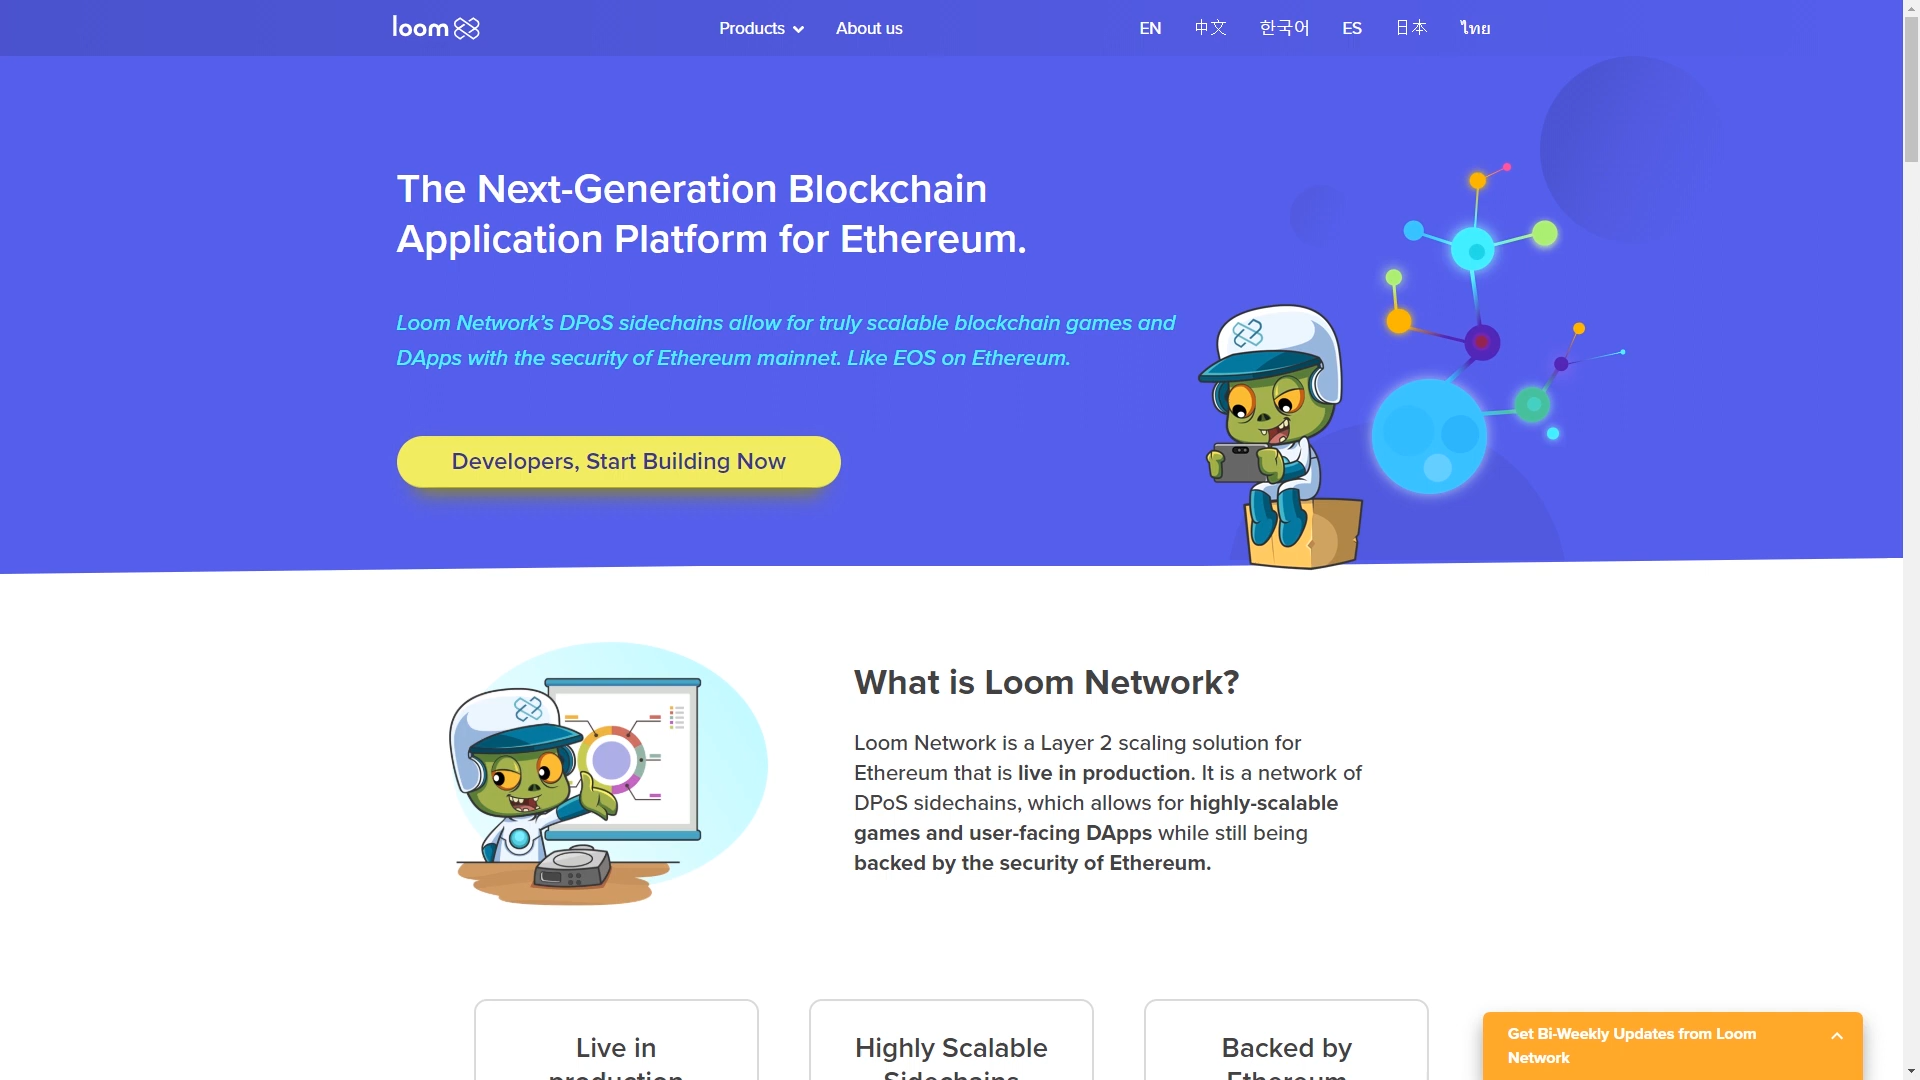 loom
Products
About us
EN
中文
한국어
ES
日本
ไทย
The Next-Generation Blockchain
Application Platform for Ethereum.
Loom Network’s DPoS sidechains allow for truly scalable blockchain games and
DApps with the security of Ethereum mainnet. Like EOS on Ethereum.
Developers, Start Building Now
What is Loom Network?
Loom Network is a Layer 2 scaling solution for
Ethereum that is live in production. It is a network of
DPoS sidechains, which allows for highly-scalable
games and user-facing DApps while still being
backed by the security of Ethereum.
Live in
production
Highly Scalable
Sidechains
Backed by
Ethereum
Get Bi-Weekly Updates from Loom
Network